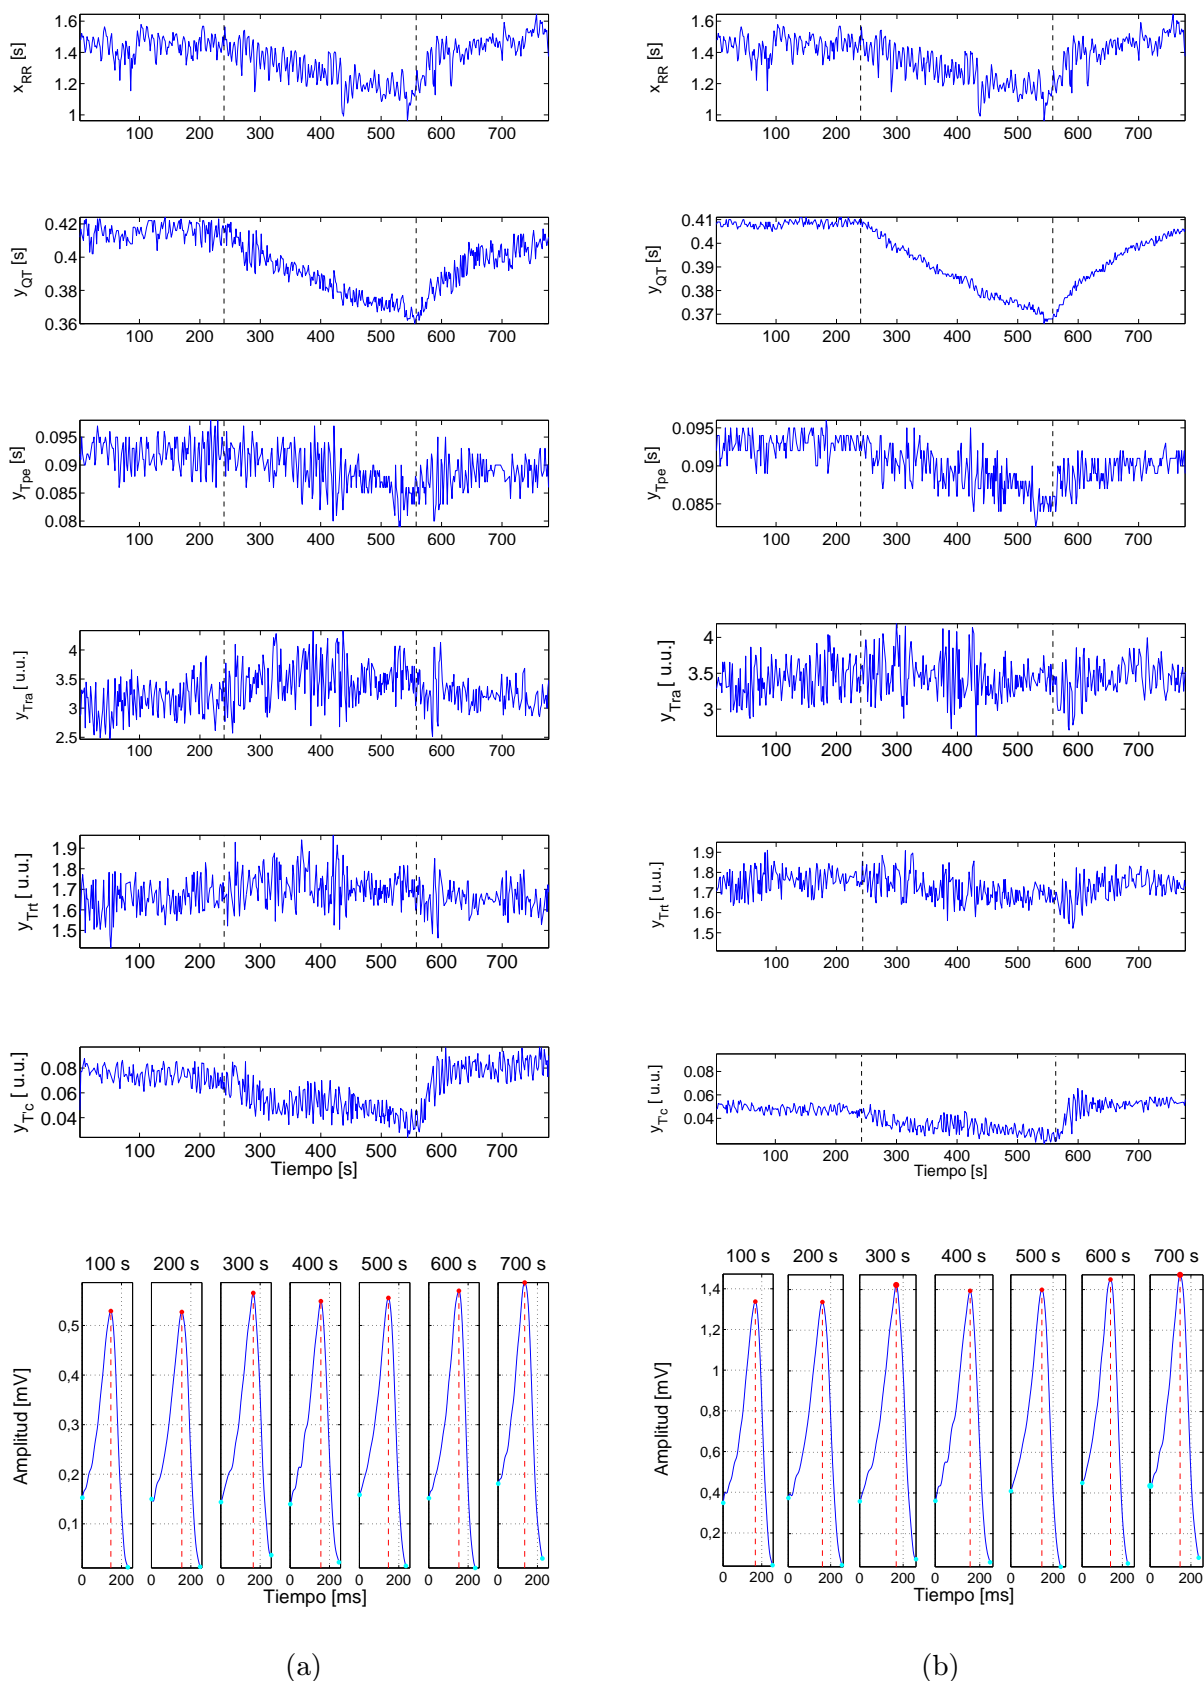 1.6
1.4
1.2
1
x_RR [s]
100 200 300 400 500 600 700
0.42
0.4
0.38
0.36
y_QT [s]
100 200 300 400 500 600 700
0.095
0.09
0.085
0.08
y_Tpe [s]
100 200 300 400 500 600 700
4
3.5
3
2.5
y_Tra [ u.u.]
100 200 300 400 500 600 700
1.9
1.8
1.7
1.6
1.5
y_Trt [ u.u.]
100 200 300 400 500 600 700
0.08
0.06
0.04
y_Tc [ u.u.]
100 200 300 400 500 600 700
Tiempo [s]
100 s 200 s 300 s 400 s 500 s 600 s 700 s
0,5
0,4
0,3
0,2
0,1
Amplitud [mV]
0 200 0 200 0 200 0 200 0 200 0 200 0 200
Tiempo [ms]
(a)
1.6
1.4
1.2
1
x_RR [s]
100 200 300 400 500 600 700
0.41
0.4
0.39
0.38
0.37
y_QT [s]
100 200 300 400 500 600 700
0.095
0.09
0.085
y_Tpe [s]
100 200 300 400 500 600 700
4
3.5
3
y_Tra [ u.u.]
100 200 300 400 500 600 700
1.9
1.8
1.7
1.6
1.5
y_Trt [ u.u.]
100 200 300 400 500 600 700
0.08
0.06
0.04
y_Tc [ u.u.]
100 200 300 400 500 600 700
Tiempo [s]
100 s 200 s 300 s 400 s 500 s 600 s 700 s
1,4
1,2
1
0,8
0,6
0,4
0,2
Amplitud [mV]
0 200 0 200 0 200 0 200 0 200 0 200 0 200
Tiempo [ms]
(b)